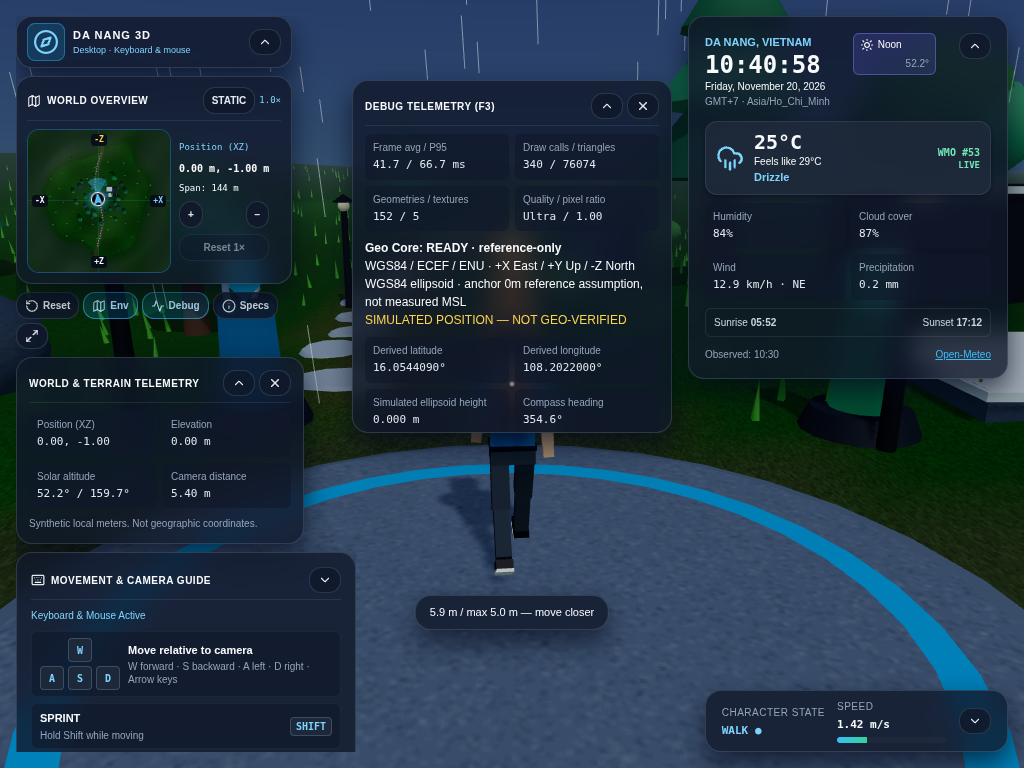 DA NANG 3D
Desktop · Keyboard & mouse
WORLD OVERVIEW
STATIC
1.0×
-Z
-X
+X
+Z
Position (XZ)
0.00 m, -1.00 m
Span: 144 m
+
−
Reset 1×
Reset
Env
Debug
Specs
WORLD & TERRAIN TELEMETRY
Position (XZ)
0.00, -1.00
Elevation
0.00 m
Solar altitude
52.2° / 159.7°
Camera distance
5.40 m
Synthetic local meters. Not geographic coordinates.
MOVEMENT & CAMERA GUIDE
Keyboard & Mouse Active
W
A S D
Move relative to camera
W forward · S backward · A left · D right ·
Arrow keys
SPRINT
Hold Shift while moving
SHIFT
DEBUG TELEMETRY (F3)
Frame avg / P95
41.7 / 66.7 ms
Draw calls / triangles
340 / 76074
Geometries / textures
152 / 5
Quality / pixel ratio
Ultra / 1.00
Geo Core: READY · reference-only
WGS84 / ECEF / ENU · +X East / +Y Up / -Z North
WGS84 ellipsoid · anchor 0m reference assumption,
not measured MSL
SIMULATED POSITION — NOT GEO-VERIFIED
Derived latitude
16.0544090°
Derived longitude
108.2022000°
Simulated ellipsoid height
0.000 m
Compass heading
354.6°
5.9 m / max 5.0 m — move closer
DA NANG, VIETNAM
10:40:58
Friday, November 20, 2026
GMT+7 · Asia/Ho_Chi_Minh
Noon
52.2°
25°C
Feels like 29°C
Drizzle
WMO #53
LIVE
Humidity
84%
Cloud cover
87%
Wind
12.9 km/h · NE
Precipitation
0.2 mm
Sunrise 05:52
Sunset 17:12
Observed: 10:30
Open-Meteo
CHARACTER STATE
WALK ●
SPEED
1.42 m/s